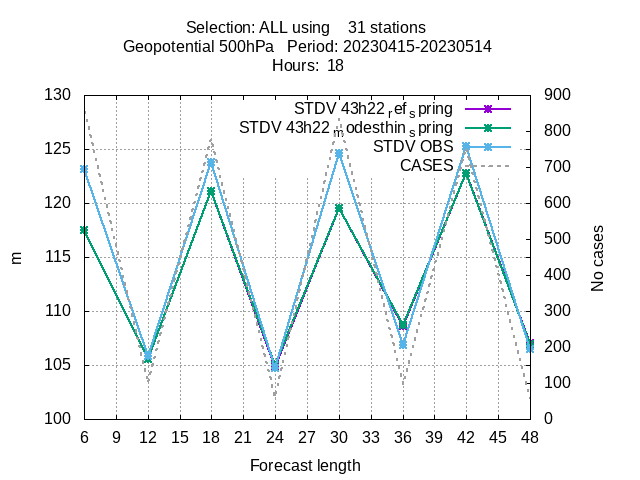 Selection: ALL using 31 stations
Geopotential 500hPa Period: 20230415-20230514
Hours: 18
130 900
STDV 43h22 ref spring
STDV 43h22 modesthin spring
STDV OBS
CASES
125 800
120 700
115 600
110 500
105 400
100 300
200
100
0
m
No cases
6 9 12 15 18 21 24 27 30 33 36 39 42 45 48
Forecast length